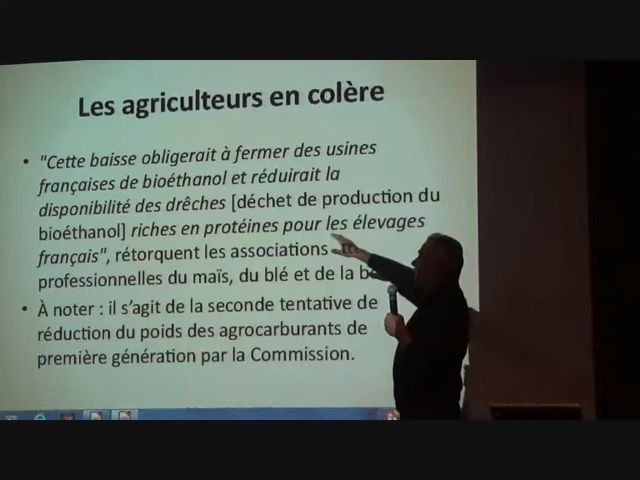 Les agriculteurs en colère
• "Cette baisse obligerait à fermer des usines
françaises de bioéthanol et réduirait la
disponibilité des drêches [déchet de production du
bioéthanol] riches en protéines pour les élevages
français", rétorquent les associations
professionnelles du maïs, du blé et de la
• À noter : il s’agit de la seconde tentative de
réduction du poids des agrocarburants de
première génération par la Commission.